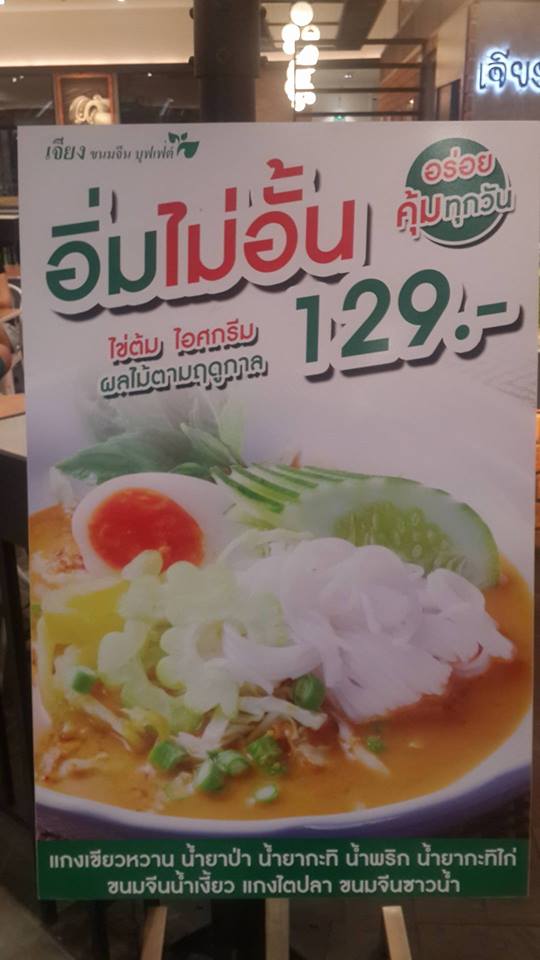 เจียง
เจียง ขนมจีน บุฟเฟ่ต์
อร่อย
คุ้มทุกวัน
อิ่มไม่อั้น
129.-
ไข่ต้ม ไอศกรีม
ผลไม้ตามฤดูกาล
แกงเขียวหวาน น้ำยาป่า น้ำยากะทิ น้ำพริก น้ำยากะทิไก่
ขนมจีนน้ำเงี้ยว แกงไตปลา ขนมจีนซาวน้ำ